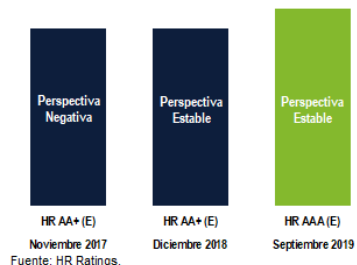 Perspectiva
Negativa
Perspectiva
Estable
Perspectiva
Estable
HR AA+ (E)
HR AA+ (E)
HR AAA (E)
Noviembre 2017
Diciembre 2018
Septiembre 2019
Fuente: HR Ratings.